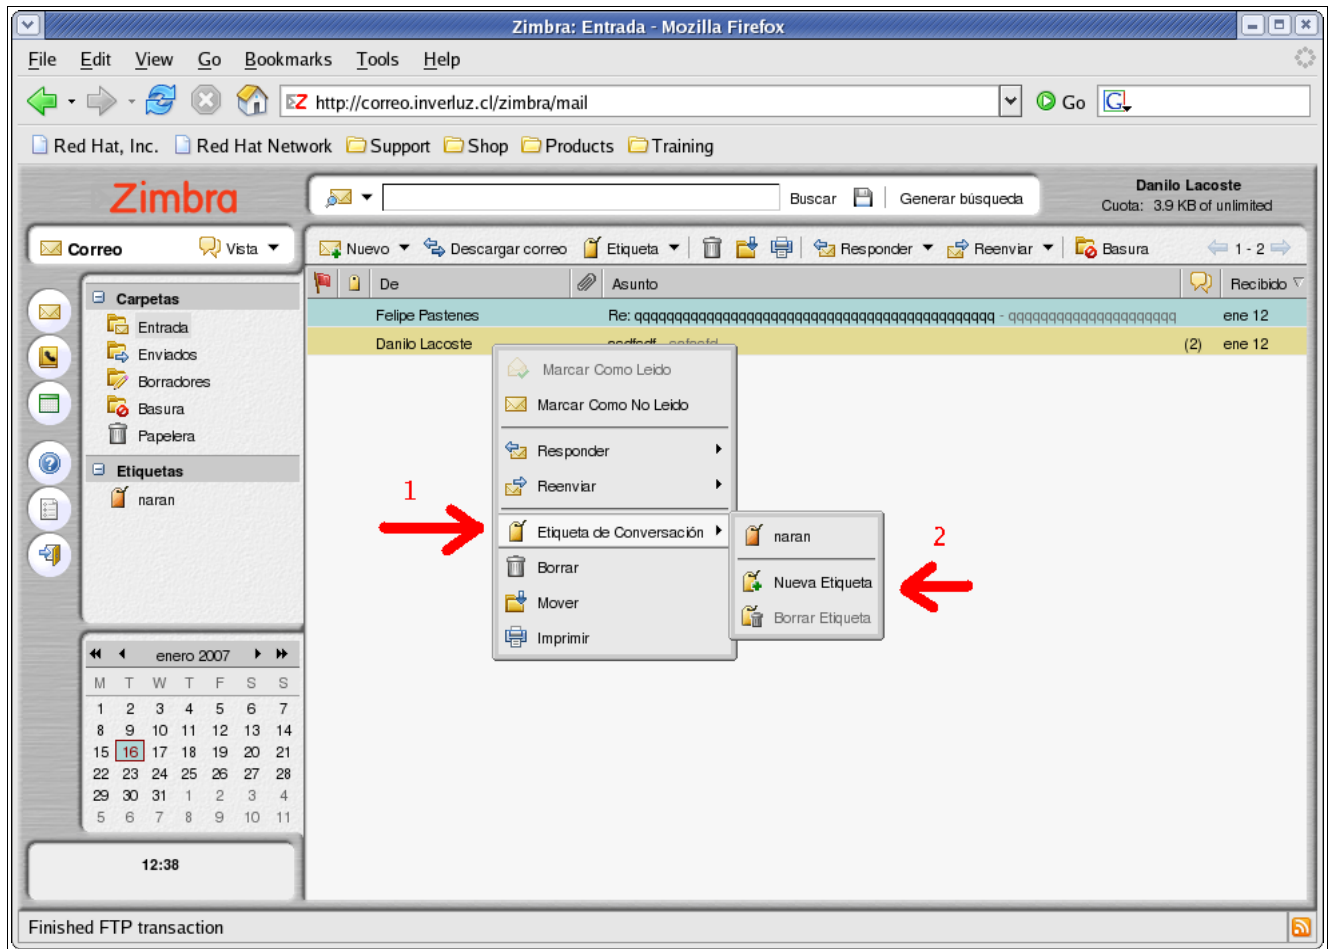 Zimbra: Entrada - Mozilla Firefox
File Edit View Go Bookmarks Tools Help
http://correo.inverluz.cl/zimbra/mail Go G
Red Hat, Inc. Red Hat Network Support Shop Products Training
Zimbra Buscar Generar búsqueda Danilo Lacoste
Cuota: 3.9 KB of unlimited
Correo Vista Nuevo Descargar correo Etiqueta Responder Reenviar Basura 1 - 2
De Asunto Recibido
Felipe Pastenes Re: qqqqqqqqqqqqqqqqqqqqqqqqqqqqqqqqqqqqqqqqqqqqq - qqqqqqqqqqqqqqqqqqqqq ene 12
Danilo Lacoste (2) ene 12
Carpetas
Entrada
Enviados
Borradores
Basura
Papelera
Etiquetas
naran
Marcar Como Leido
Marcar Como No Leido
Responder
Reenviar
1
Etiqueta de Conversación
Borrar
Mover
Imprimir
naran
2
Nueva Etiqueta
Borrar Etiqueta
enero 2007
M T W T F S S
1 2 3 4 5 6 7
8 9 10 11 12 13 14
15 16 17 18 19 20 21
22 23 24 25 26 27 28
29 30 31 1 2 3 4
5 6 7 8 9 10 11
12:38
Finished FTP transaction